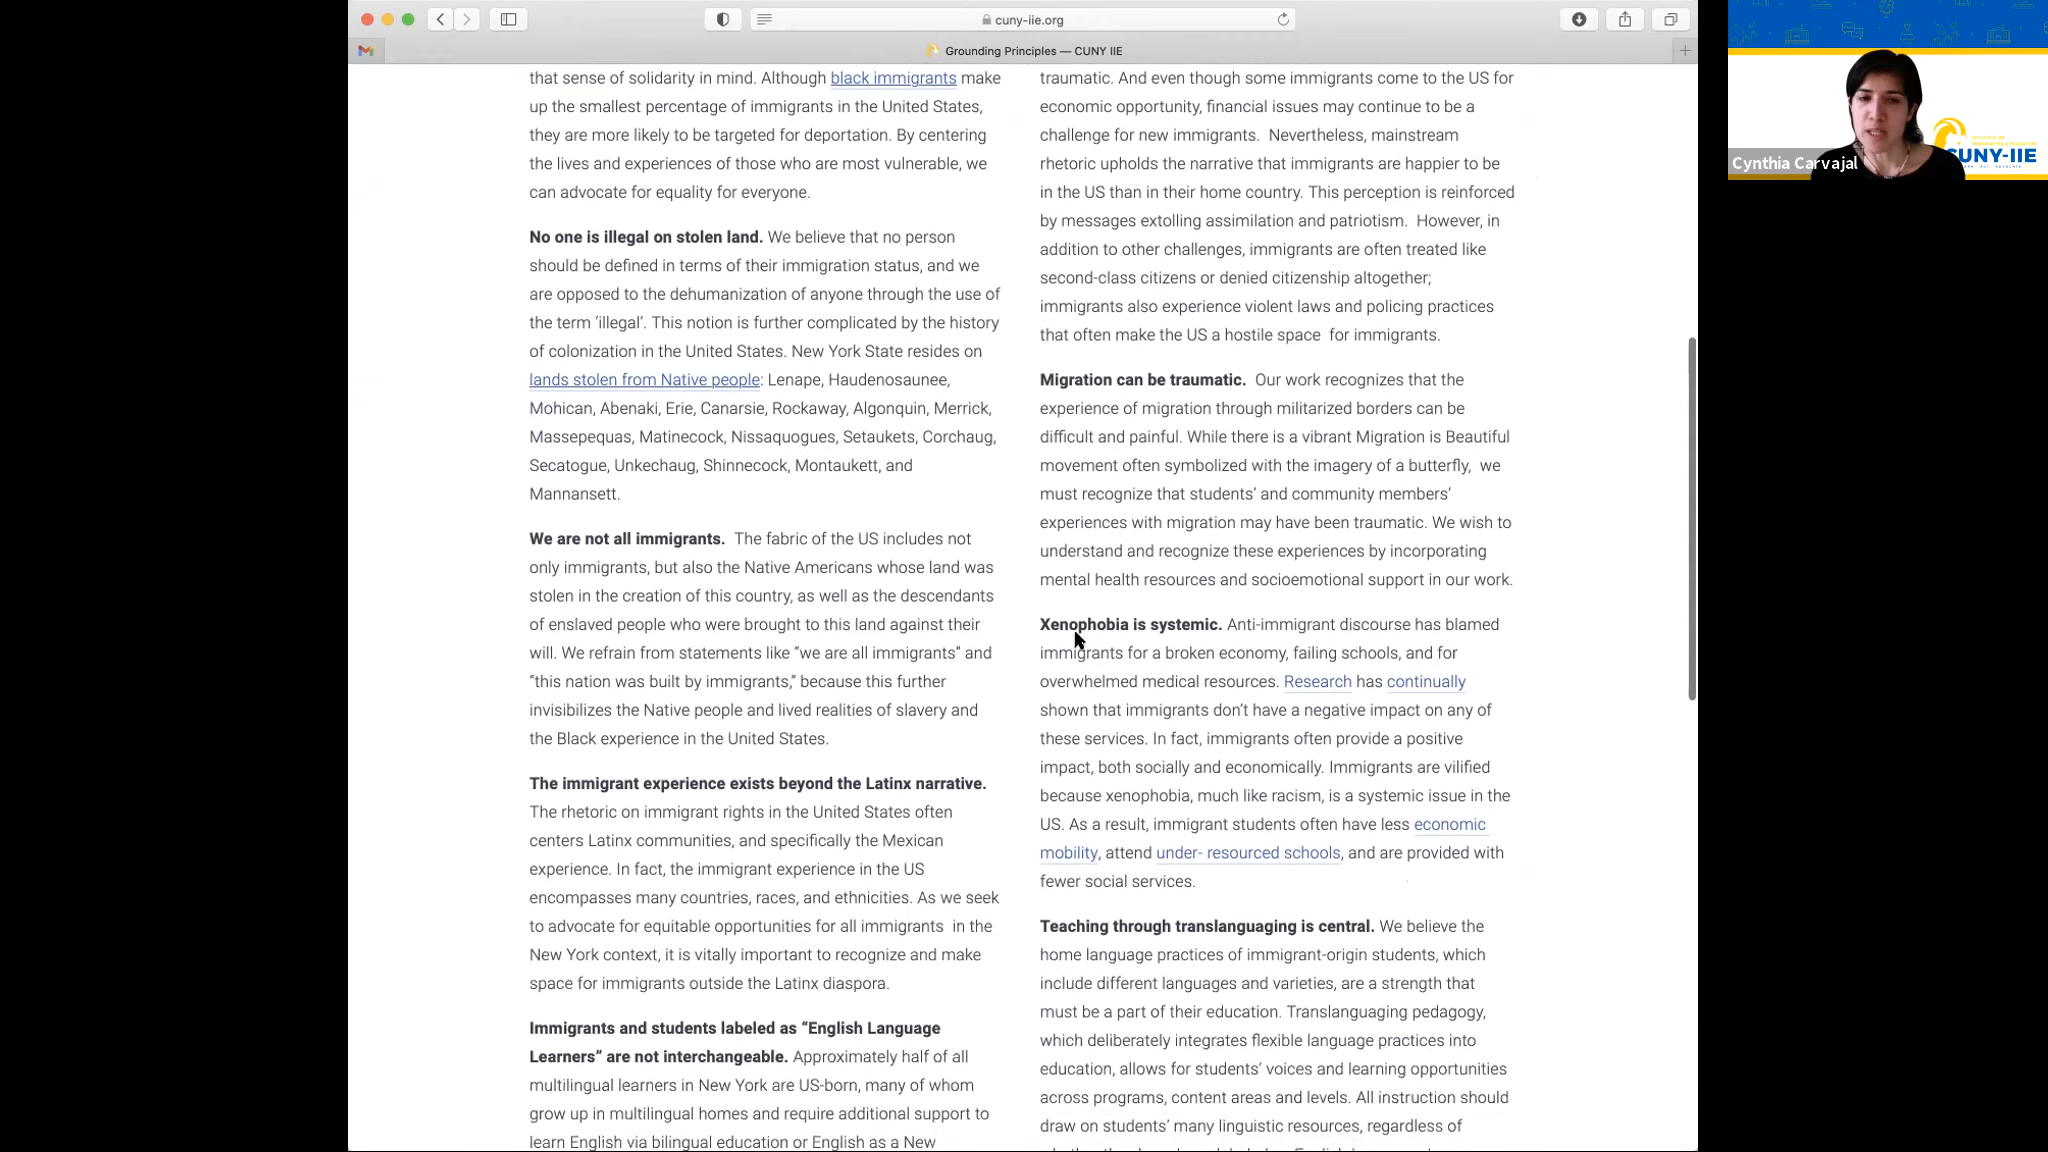 cuny-iie.org
Grounding Principles — CUNY IIE
that sense of solidarity in mind. Although black immigrants make
up the smallest percentage of immigrants in the United States,
they are more likely to be targeted for deportation. By centering
the lives and experiences of those who are most vulnerable, we
can advocate for equality for everyone.
No one is illegal on stolen land. We believe that no person
should be defined in terms of their immigration status, and we
are opposed to the dehumanization of anyone through the use of
the term ‘illegal’. This notion is further complicated by the history
of colonization in the United States. New York State resides on
lands stolen from Native people: Lenape, Haudenosaunee,
Mohican, Abenaki, Erie, Canarsie, Rockaway, Algonquin, Merrick,
Massepequas, Matinecock, Nissaquogues, Setaukets, Corchaug,
Secatogue, Unkechaug, Shinnecock, Montaukett, and
Mannansett.
We are not all immigrants. The fabric of the US includes not
only immigrants, but also the Native Americans whose land was
stolen in the creation of this country, as well as the descendants
of enslaved people who were brought to this land against their
will. We refrain from statements like “we are all immigrants” and
“this nation was built by immigrants,” because this further
invisibilizes the Native people and lived realities of slavery and
the Black experience in the United States.
The immigrant experience exists beyond the Latinx narrative.
The rhetoric on immigrant rights in the United States often
centers Latinx communities, and specifically the Mexican
experience. In fact, the immigrant experience in the US
encompasses many countries, races, and ethnicities. As we seek
to advocate for equitable opportunities for all immigrants in the
New York context, it is vitally important to recognize and make
space for immigrants outside the Latinx diaspora.
Immigrants and students labeled as “English Language
Learners” are not interchangeable. Approximately half of all
multilingual learners in New York are US-born, many of whom
grow up in multilingual homes and require additional support to
learn English via bilingual education or English as a New
traumatic. And even though some immigrants come to the US for
economic opportunity, financial issues may continue to be a
challenge for new immigrants. Nevertheless, mainstream
rhetoric upholds the narrative that immigrants are happier to be
in the US than in their home country. This perception is reinforced
by messages extolling assimilation and patriotism. However, in
addition to other challenges, immigrants are often treated like
second-class citizens or denied citizenship altogether;
immigrants also experience violent laws and policing practices
that often make the US a hostile space for immigrants.
Migration can be traumatic. Our work recognizes that the
experience of migration through militarized borders can be
difficult and painful. While there is a vibrant Migration is Beautiful
movement often symbolized with the imagery of a butterfly, we
must recognize that students’ and community members’
experiences with migration may have been traumatic. We wish to
understand and recognize these experiences by incorporating
mental health resources and socioemotional support in our work.
Xenophobia is systemic. Anti-immigrant discourse has blamed
immigrants for a broken economy, failing schools, and for
overwhelmed medical resources. Research has continually
shown that immigrants don’t have a negative impact on any of
these services. In fact, immigrants often provide a positive
impact, both socially and economically. Immigrants are vilified
because xenophobia, much like racism, is a systemic issue in the
US. As a result, immigrant students often have less economic
mobility, attend under- resourced schools, and are provided with
fewer social services.
Teaching through translanguaging is central. We believe the
home language practices of immigrant-origin students, which
include different languages and varieties, are a strength that
must be a part of their education. Translanguaging pedagogy,
which deliberately integrates flexible language practices into
education, allows for students’ voices and learning opportunities
across programs, content areas and levels. All instruction should
draw on students’ many linguistic resources, regardless of
Cynthia Carvajal
CUNY-IIE